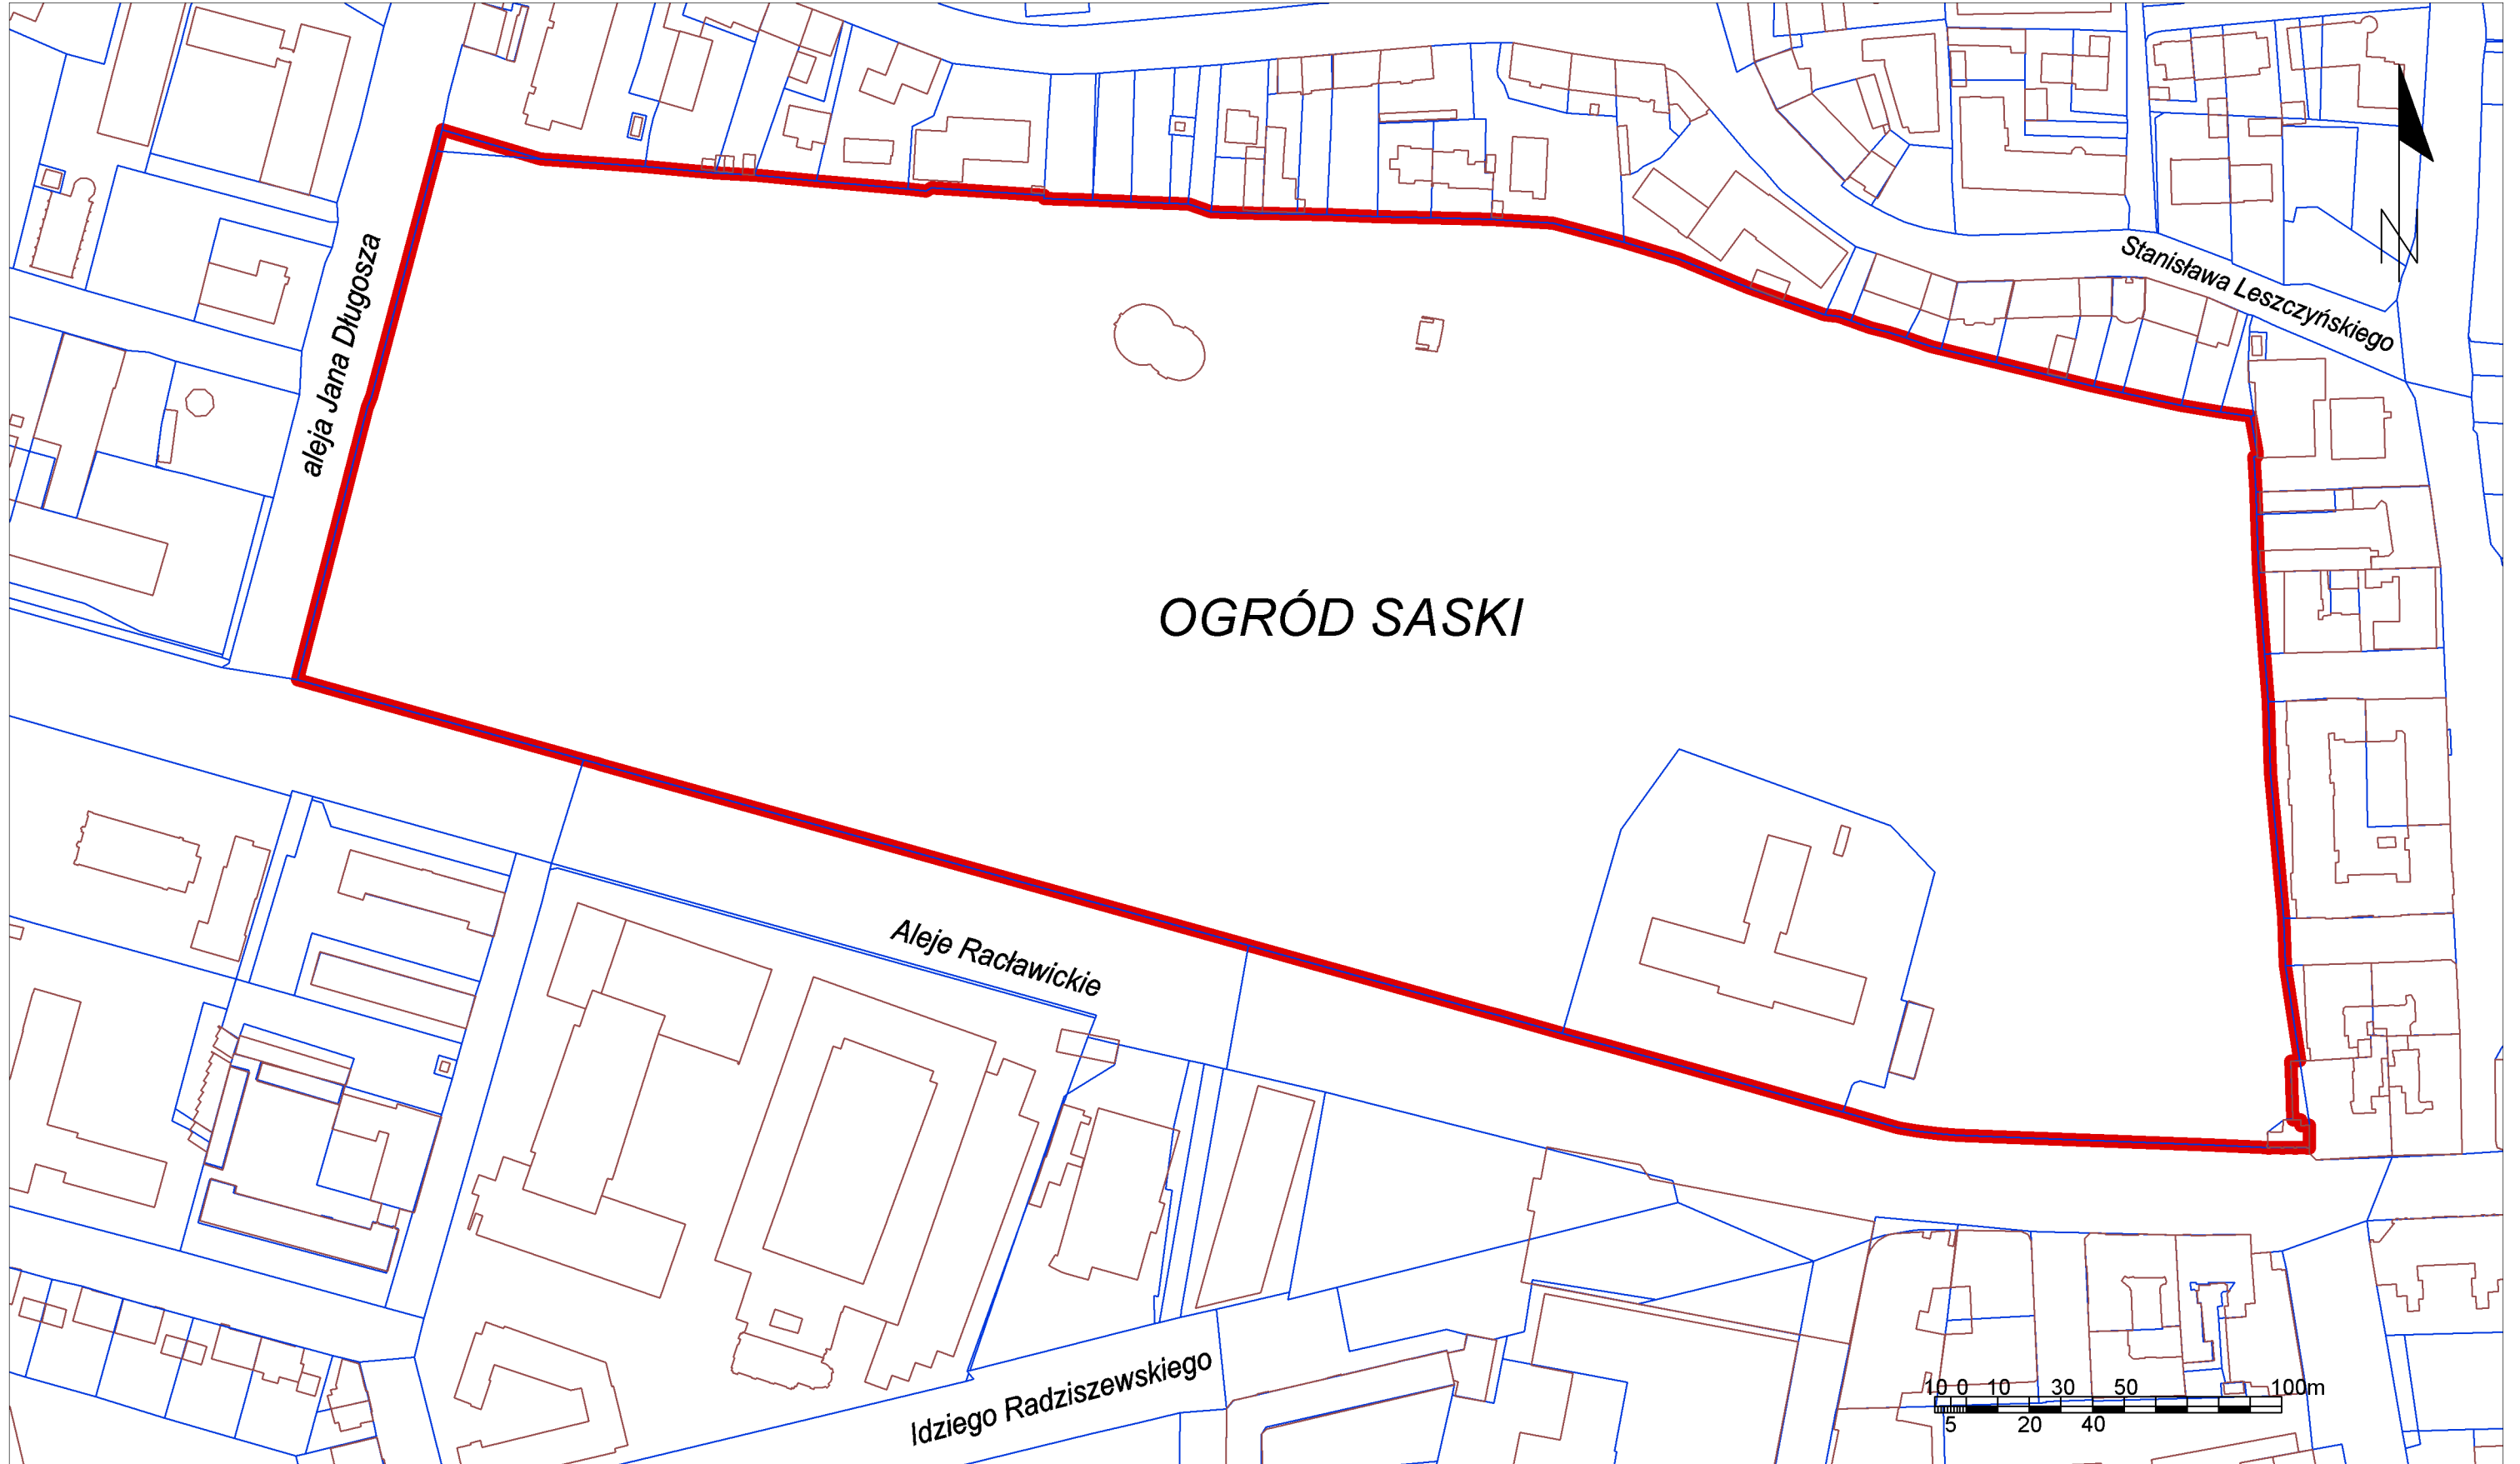 N
Stanisława Leszczyńskiego
aleja Jana Długosza
OGRÓD SASKI
Aleje Racławickie
Idziego Radziszewskiego
10 0 10 30 50 100m
5 20 40